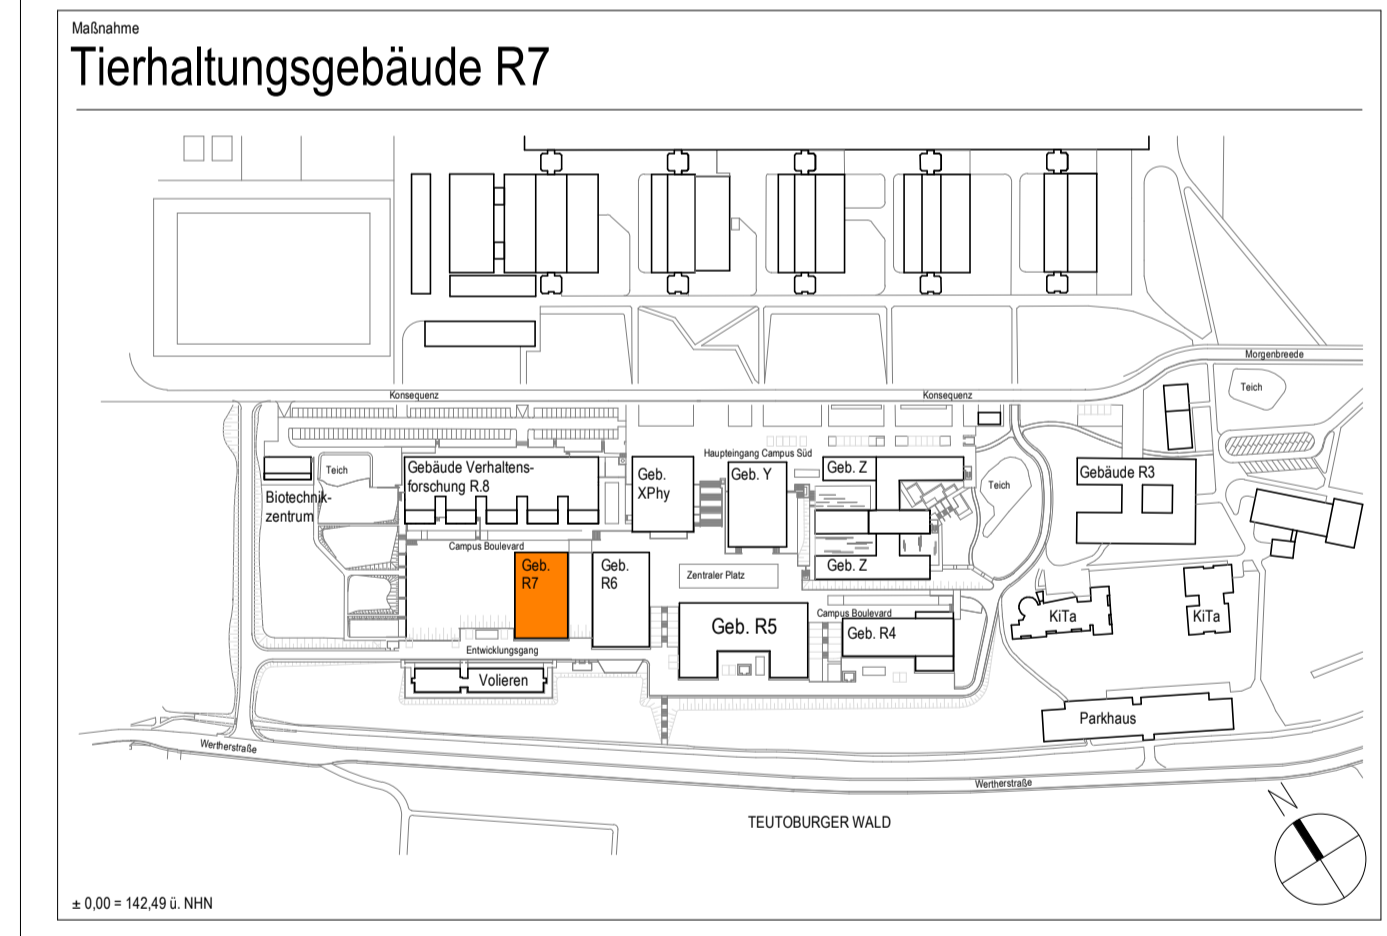 Maßnahme
Tierhaltungsgebäude R7
Morgenbreede
Teich
Konsequenz
Konsequenz
Haupteingang Campus Süd
Gebäude Verhaltens-
forschung R.8
Teich
Geb.
XPhy
Geb. Y
Geb. Z
Gebäude R3
Teich
Biotechnik-
zentrum
Campus Boulevard
Geb.
R7
Geb.
R6
Zentraler Platz
Geb. Z
Campus Boulevard
Geb. R5
Geb. R4
KiTa
KiTa
Entwicklungsgang
Volieren
Parkhaus
Wertherstraße
Wertherstraße
TEUTOBURGER WALD
N
± 0,00 = 142,49 ü. NHN